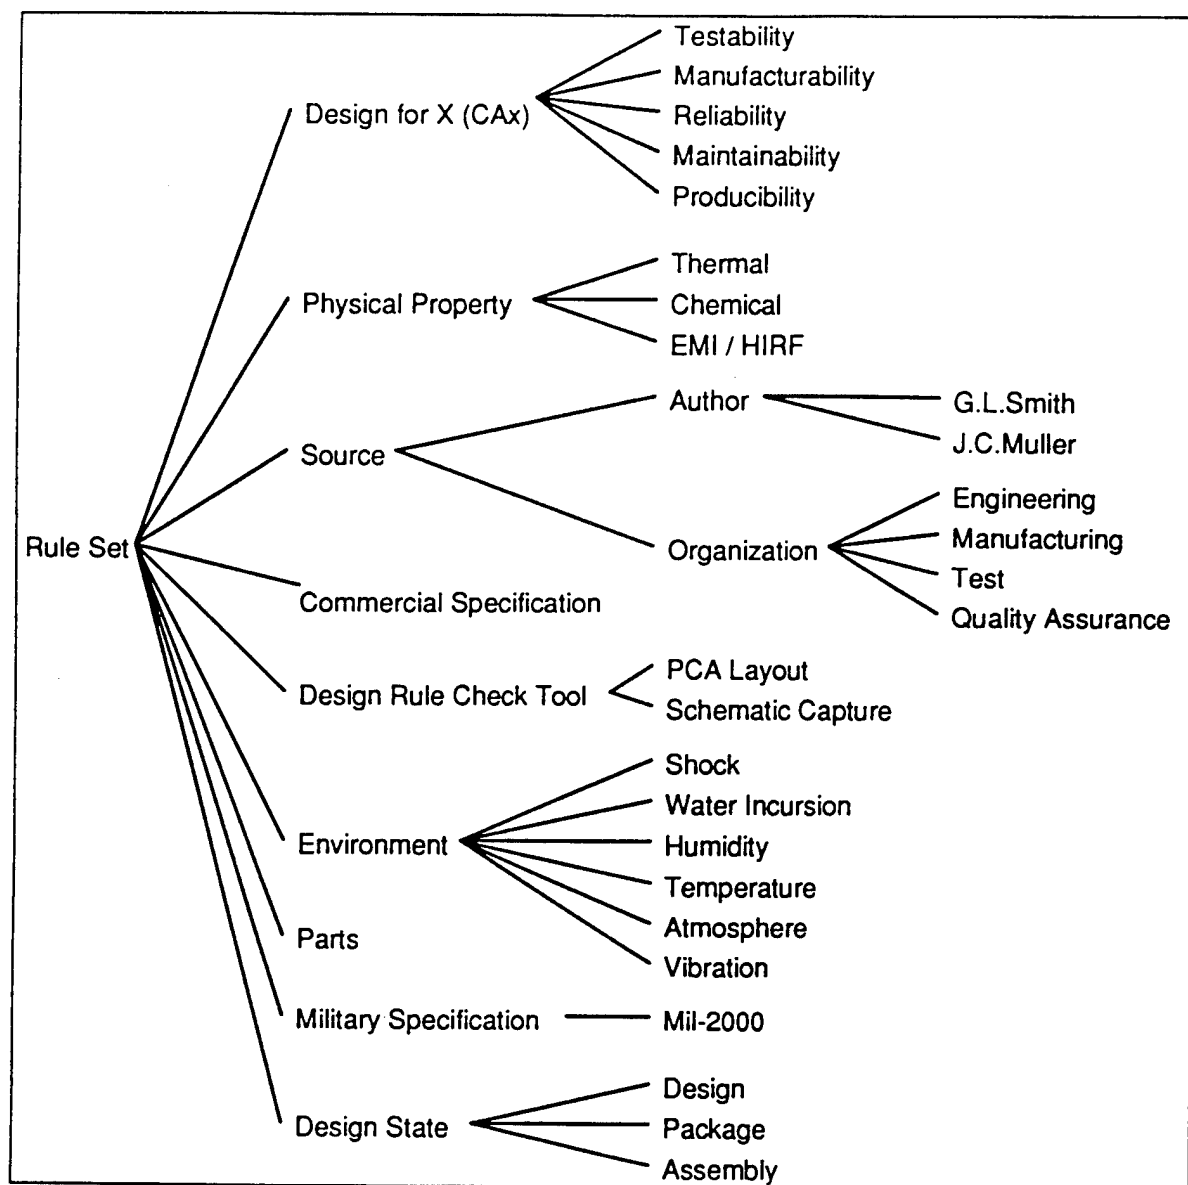 Rule Set
Design for X (CAx)
Testability
Manufacturability
Reliability
Maintainability
Producibility
Physical Property
Thermal
Chemical
EMI / HIRF
Source
Author
G.L.Smith
J.C.Muller
Organization
Engineering
Manufacturing
Test
Quality Assurance
Commercial Specification
Design Rule Check Tool
PCA Layout
Schematic Capture
Environment
Shock
Water Incursion
Humidity
Temperature
Atmosphere
Vibration
Parts
Military Specification
Mil-2000
Design State
Design
Package
Assembly